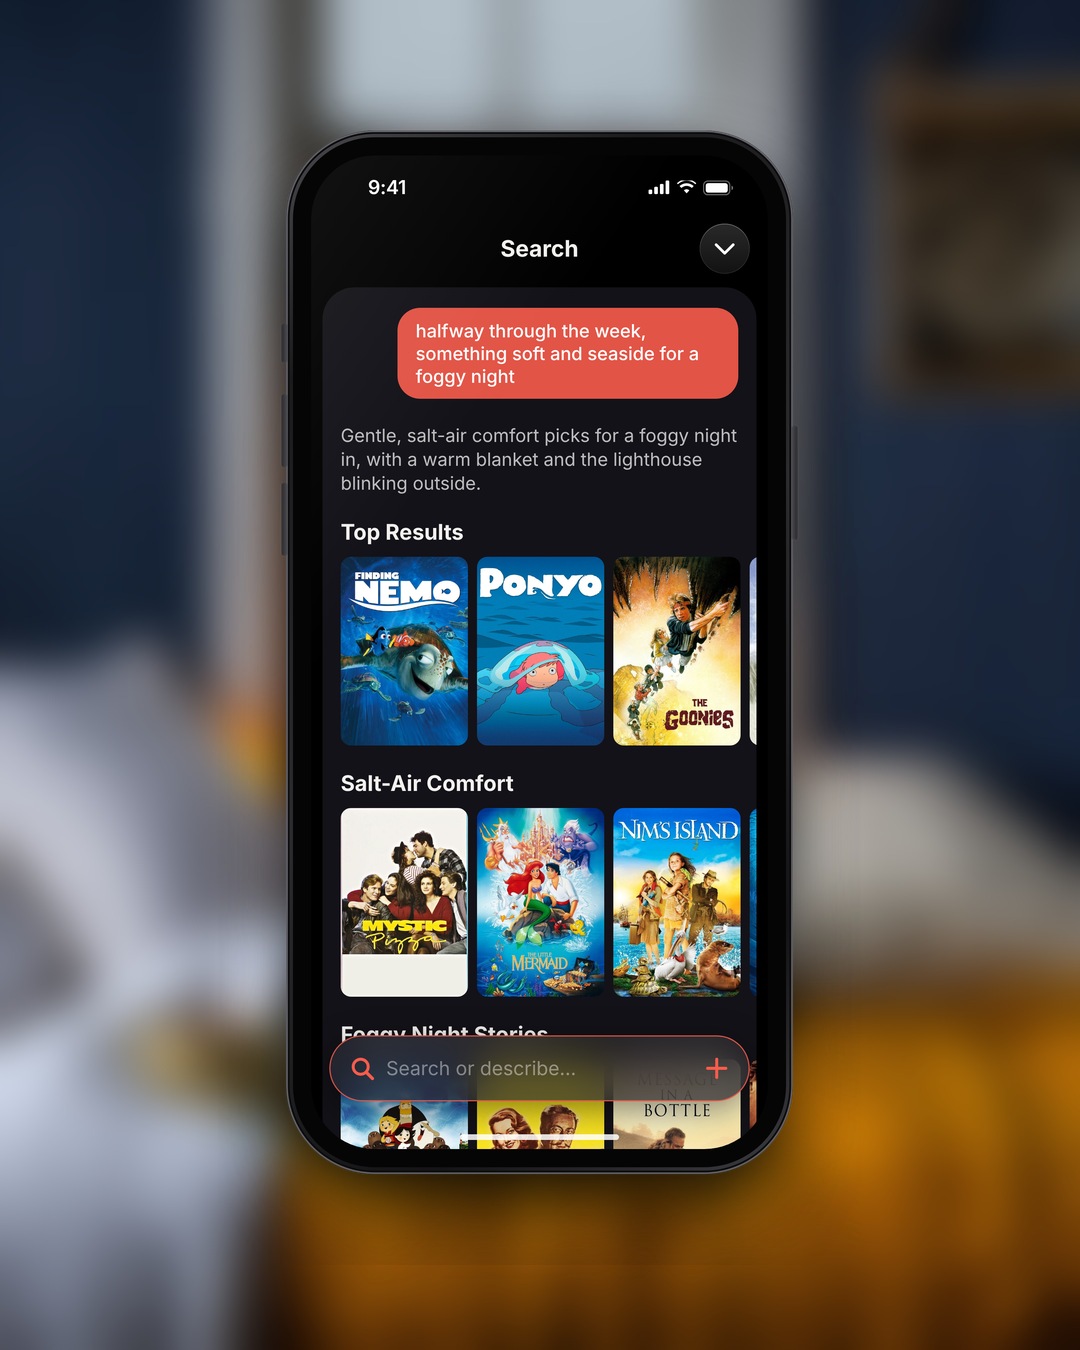 9:41
Search
halfway through the week,
something soft and seaside for a
foggy night
Gentle, salt-air comfort picks for a foggy night
in, with a warm blanket and the lighthouse
blinking outside.
Top Results
FINDING
NEMO
PONYO
THE
GOONIES
Salt-Air Comfort
MYSTIC
Pizza
THE LITTLE
MERMAID
NIM'S ISLAND
Foggy Night Stories
Search or describe...
MESSAGE
IN A
BOTTLE